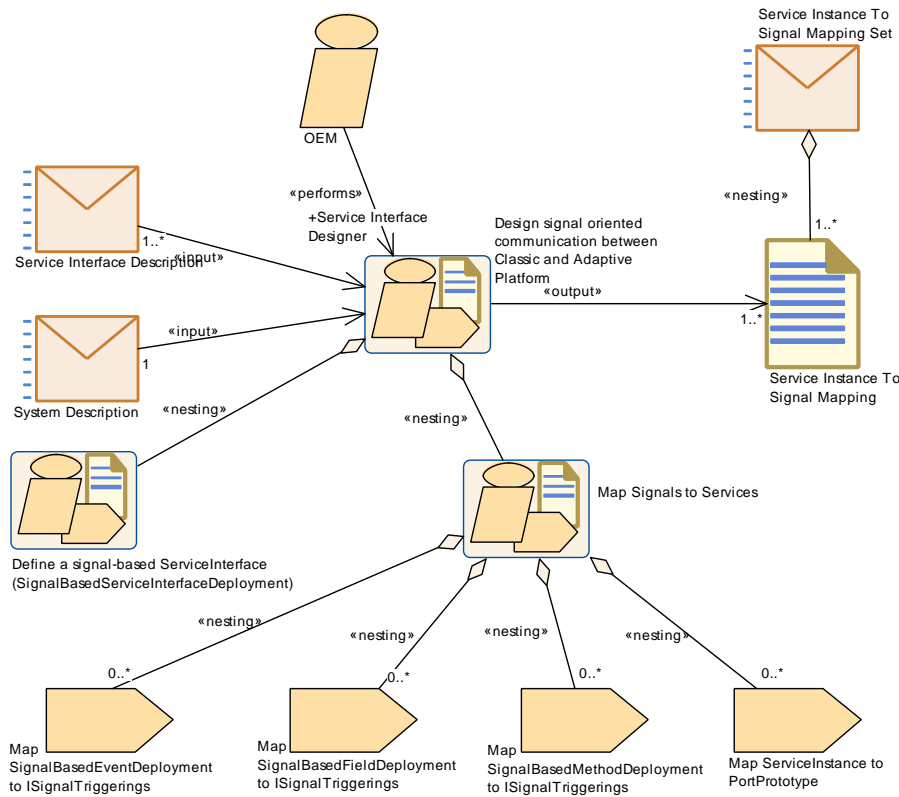 Service Instance To
Signal Mapping Set
OEM
«performs»
«nesting»
+Service Interface
Designer
Design signal oriented
communication between
Classic and Adaptive
Platform
1..*
1..*
Service Interface Description
«input»
«output»
1..*
«input»
1
Service Instance To
Signal Mapping
System Description
«nesting»
«nesting»
Map Signals to Services
Define a signal-based ServiceInterface
(SignalBasedServiceInterfaceDeployment)
«nesting»
«nesting»
«nesting»
«nesting»
0..*
0..*
0..*
0..*
Map
SignalBasedEventDeployment
to ISignalTriggerings
Map
SignalBasedFieldDeployment
to ISignalTriggerings
Map
SignalBasedMethodDeployment
to ISignalTriggerings
Map ServiceInstance to
PortPrototype